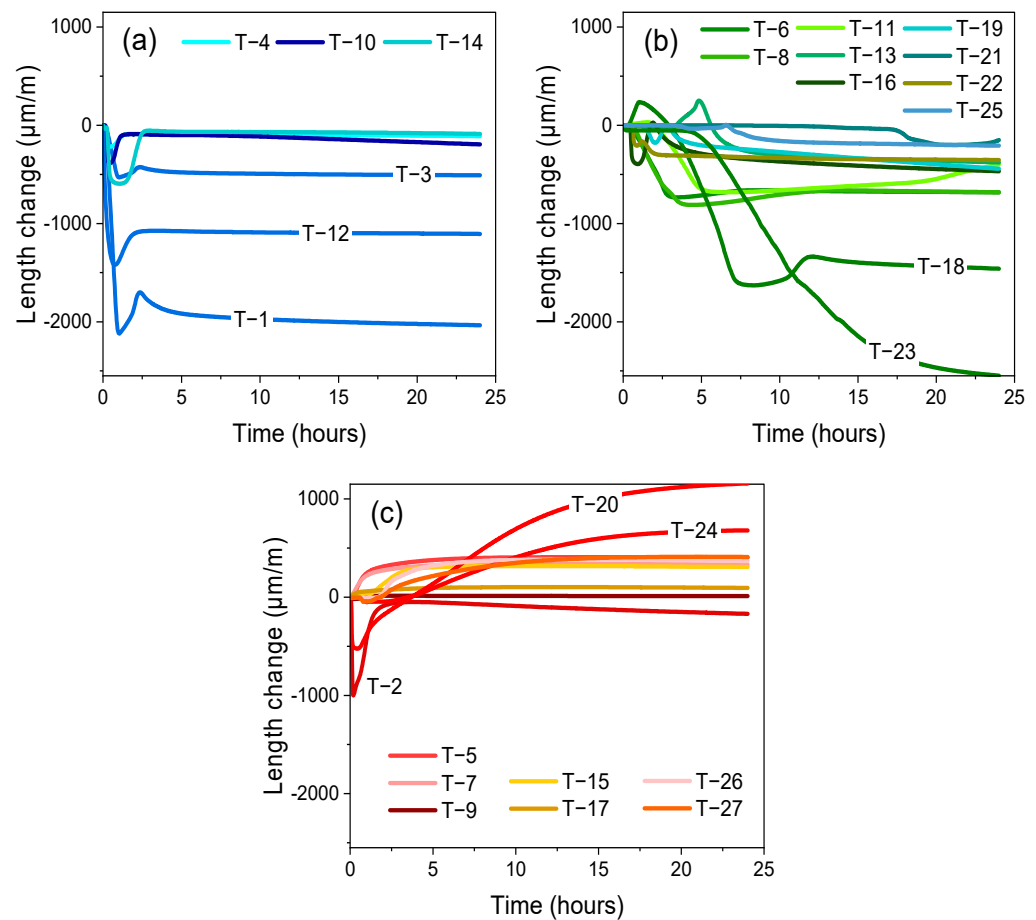 (a)
T−4 T−10 T−14
1000
0
-1000
-2000
Length change (μm/m)
T−3
T−12
T−1
0 5 10 15 20 25
Time (hours)
(b)
T−6 T−11 T−19
T−8 T−13 T−21
T−16 T−22
T−25
1000
0
-1000
-2000
Length change (μm/m)
T−18
T−23
0 5 10 15 20 25
Time (hours)
(c)
1000
0
-1000
-2000
Length change (μm/m)
T−20
T−24
T−2
T−5
T−7 T−15 T−26
T−9 T−17 T−27
0 5 10 15 20 25
Time (hours)